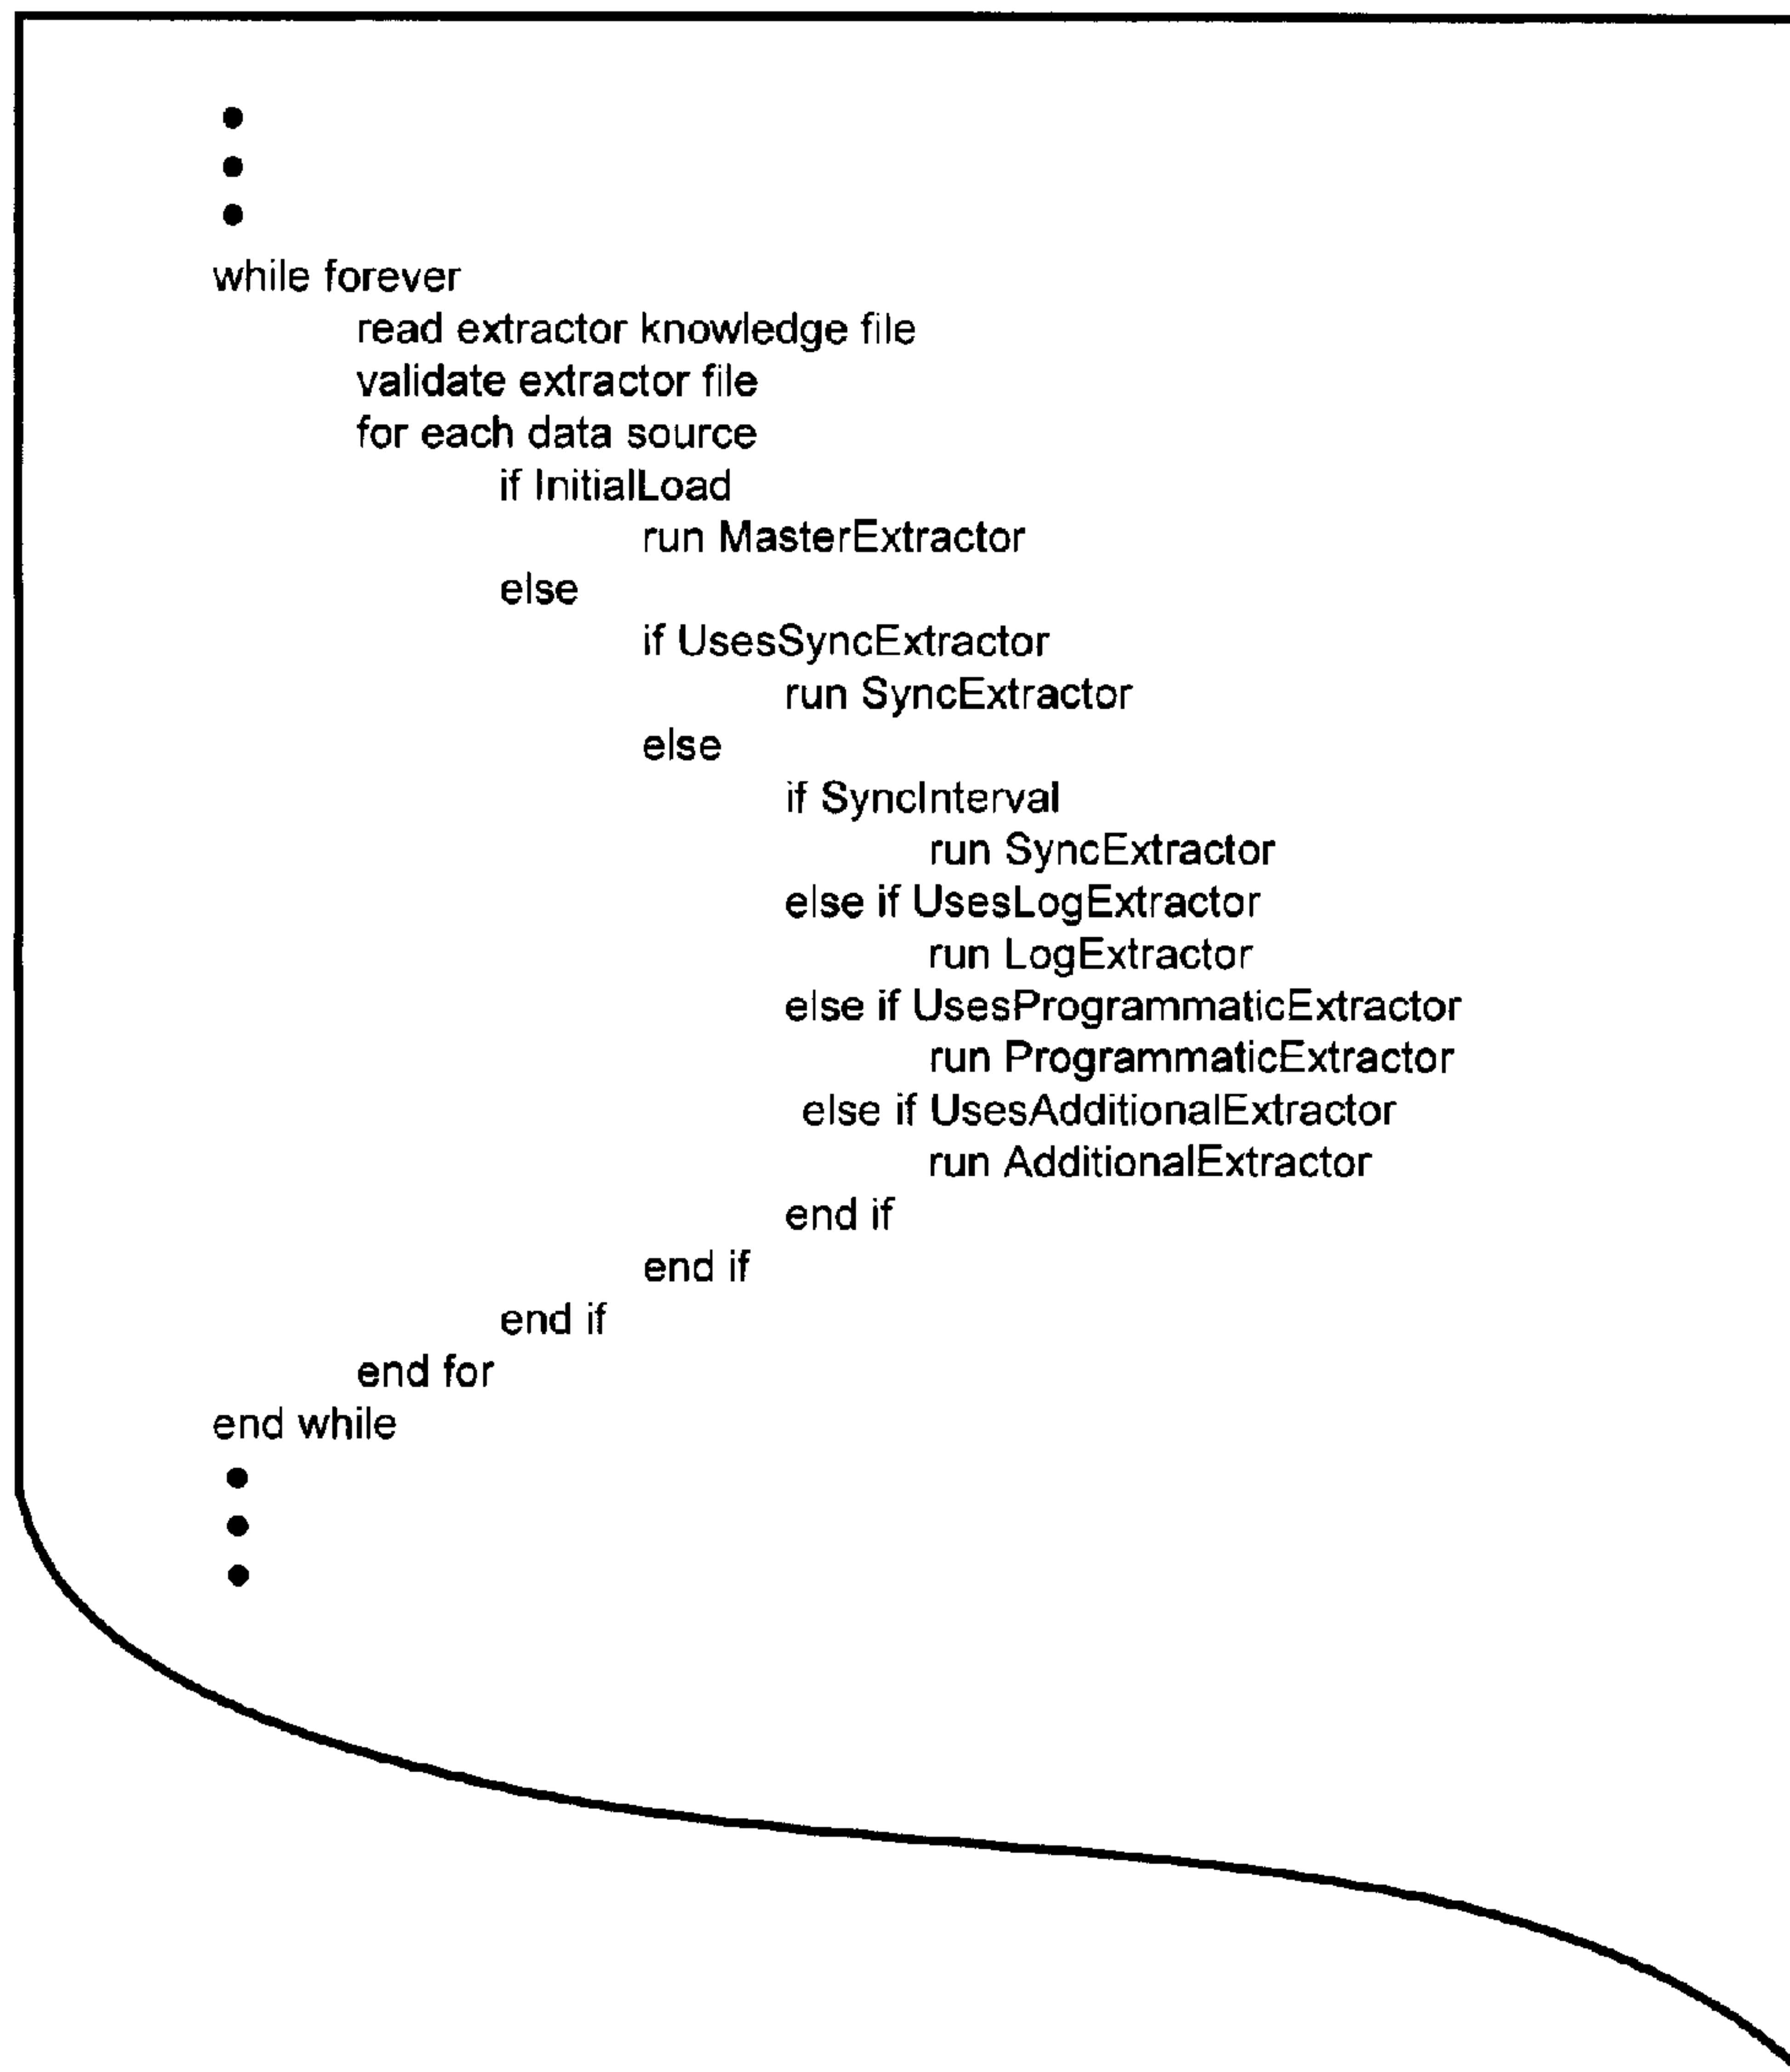 while forever
read extractor knowledge file
validate extractor file
for each data source
if InitialLoad
run MasterExtractor
else
if UsesSyncExtractor
run SyncExtractor
else
if SyncInterval
run SyncExtractor
else if UsesLogExtractor
run LogExtractor
else if UsesProgrammaticExtractor
run ProgrammaticExtractor
else if UsesAdditionalExtractor
run AdditionalExtractor
end if
end if
end if
end for
end while